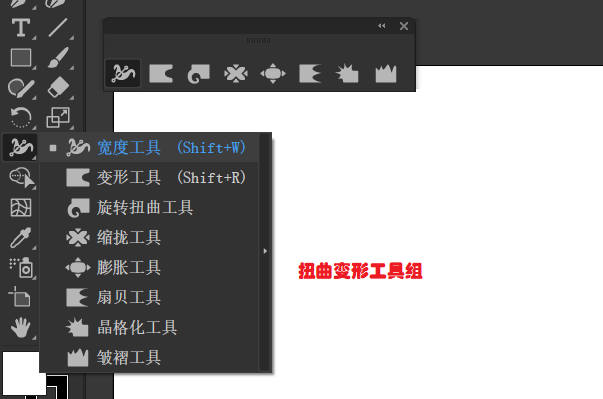 宽度工具 (Shift+W)
变形工具 (Shift+R)
旋转扭曲工具
缩拢工具
膨胀工具
扇贝工具
晶格化工具
皱褶工具
扭曲变形工具组